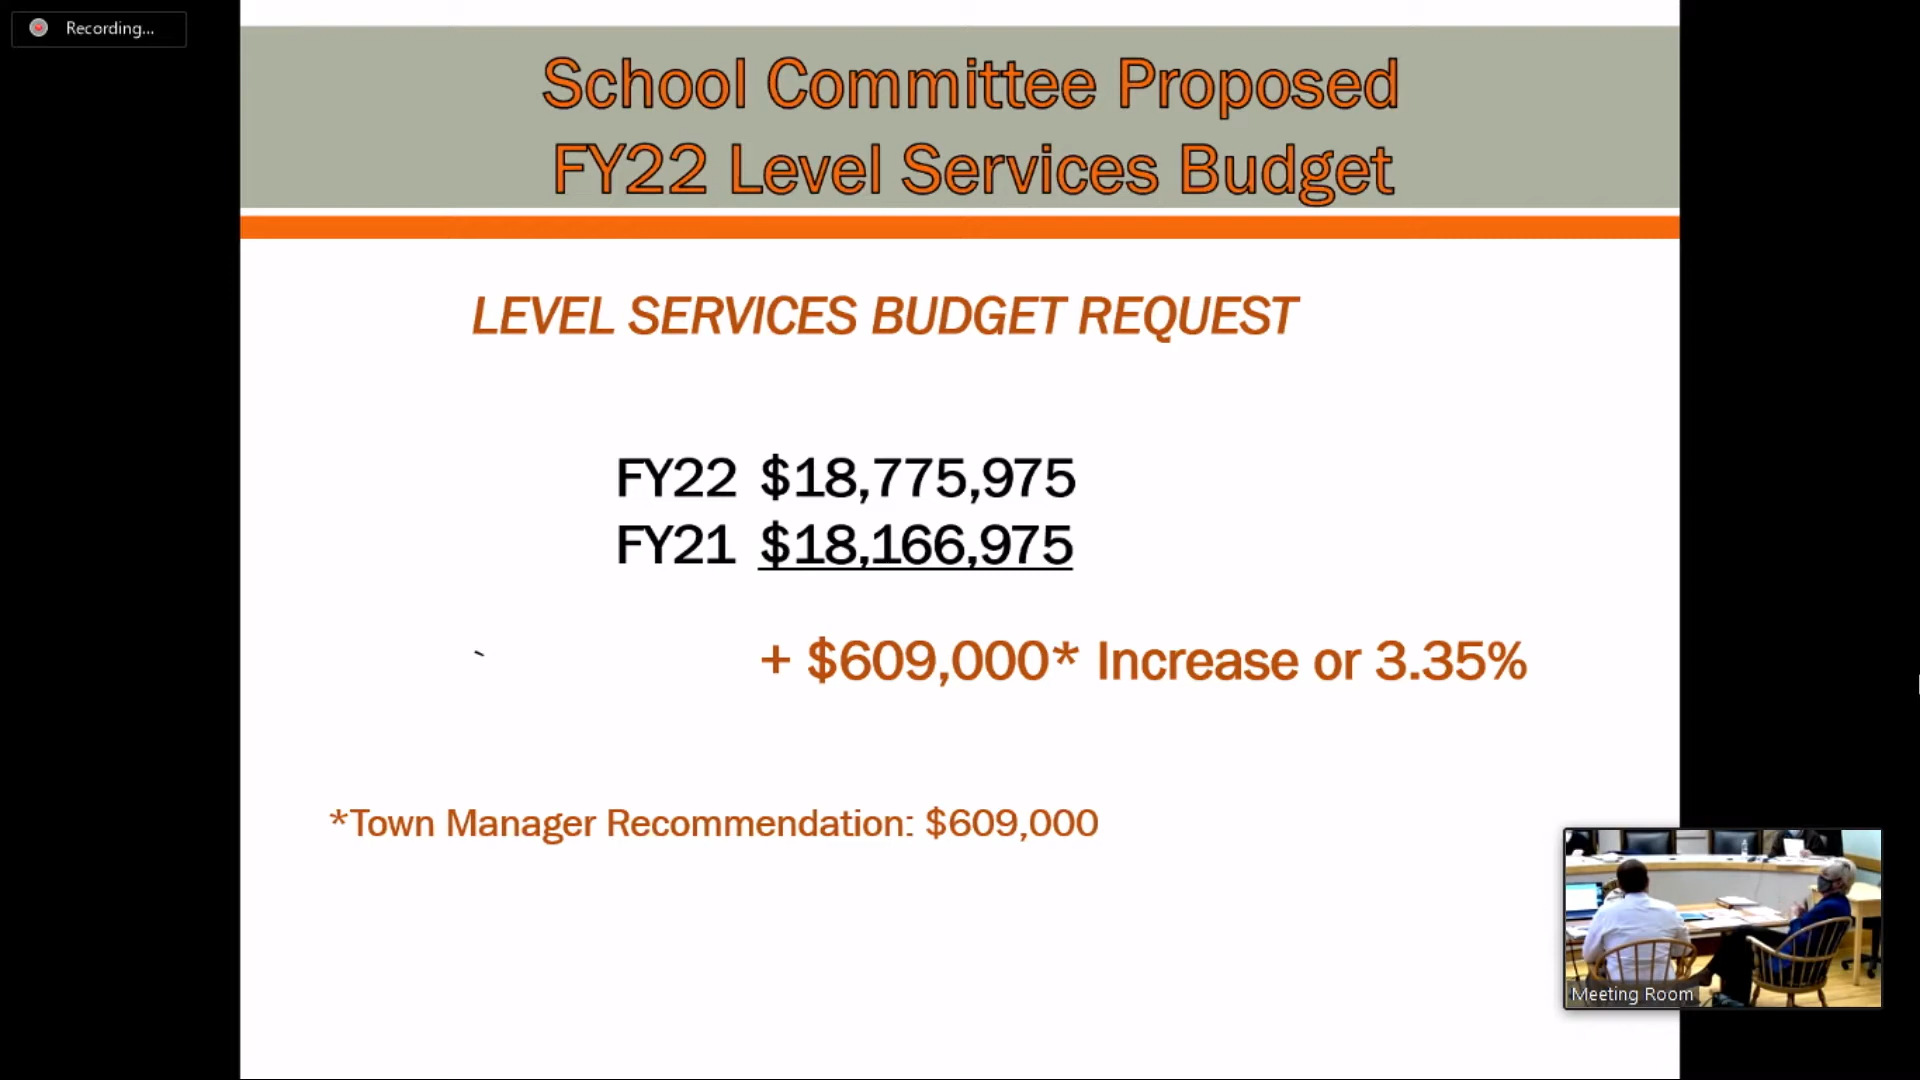 Recording...
School Committee Proposed
FY22 Level Services Budget
LEVEL SERVICES BUDGET REQUEST
FY22 $18,775,975
FY21 $18,166,975
+ $609,000* Increase or 3.35%
*Town Manager Recommendation: $609,000
Meeting Room